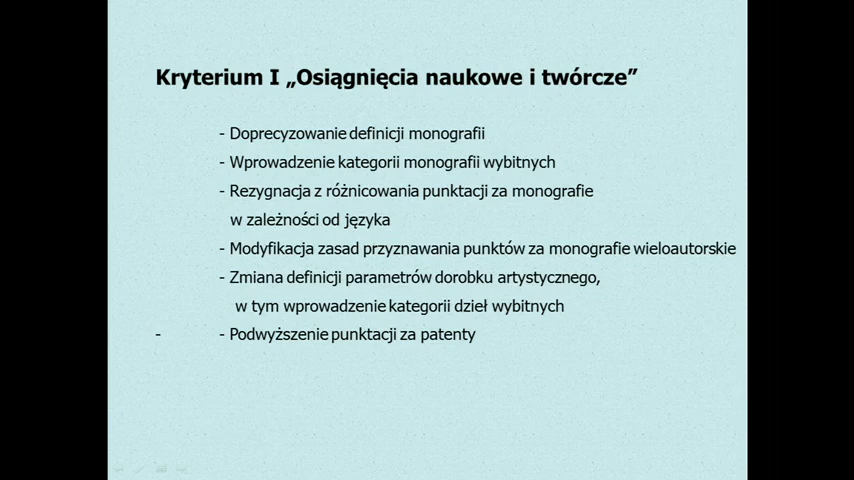 Kryterium I „Osiągnięcia naukowe i twórcze”
- Doprecyzowanie definicji monografii
- Wprowadzenie kategorii monografii wybitnych
- Rezygnacja z różnicowania punktacji za monografie
w zależności od języka
- Modyfikacja zasad przyznawania punktów za monografie wieloautorskie
- Zmiana definicji parametrów dorobku artystycznego,
w tym wprowadzenie kategorii dzieł wybitnych
- - Podwyższenie punktacji za patenty